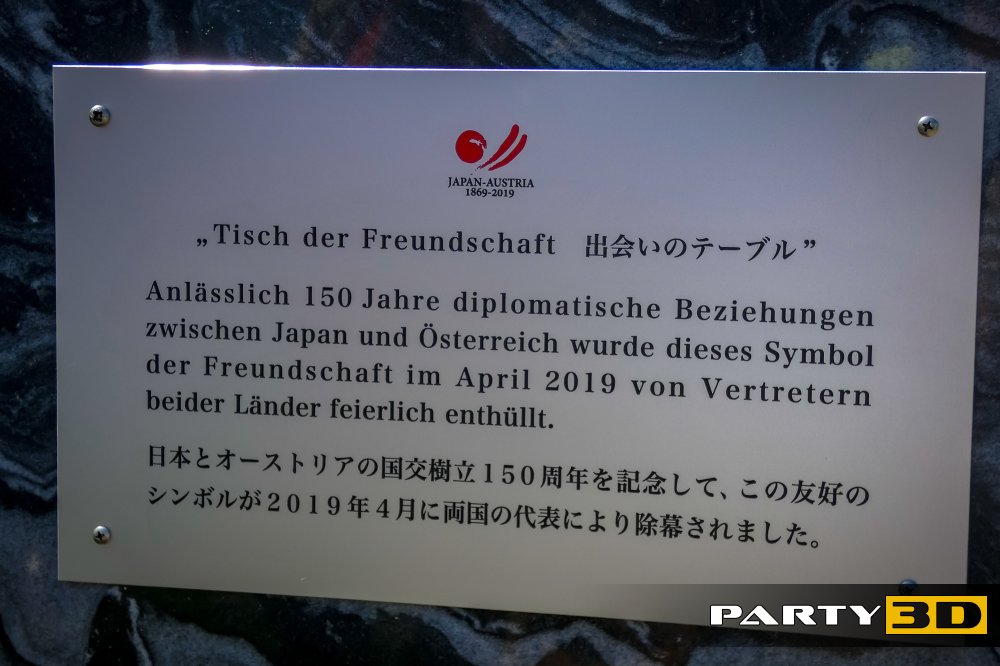 JAPAN-AUSTRIA
1869-2019
„Tisch der Freundschaft　出会いのテーブル”
Anlässlich 150 Jahre diplomatische Beziehungen
zwischen Japan und Österreich wurde dieses Symbol
der Freundschaft im April 2019 von Vertretern
beider Länder feierlich enthüllt.
日本とオーストリアの国交樹立１５０周年を記念して、この友好の
シンボルが２０１９年４月に両国の代表により除幕されました。
PARTY3D